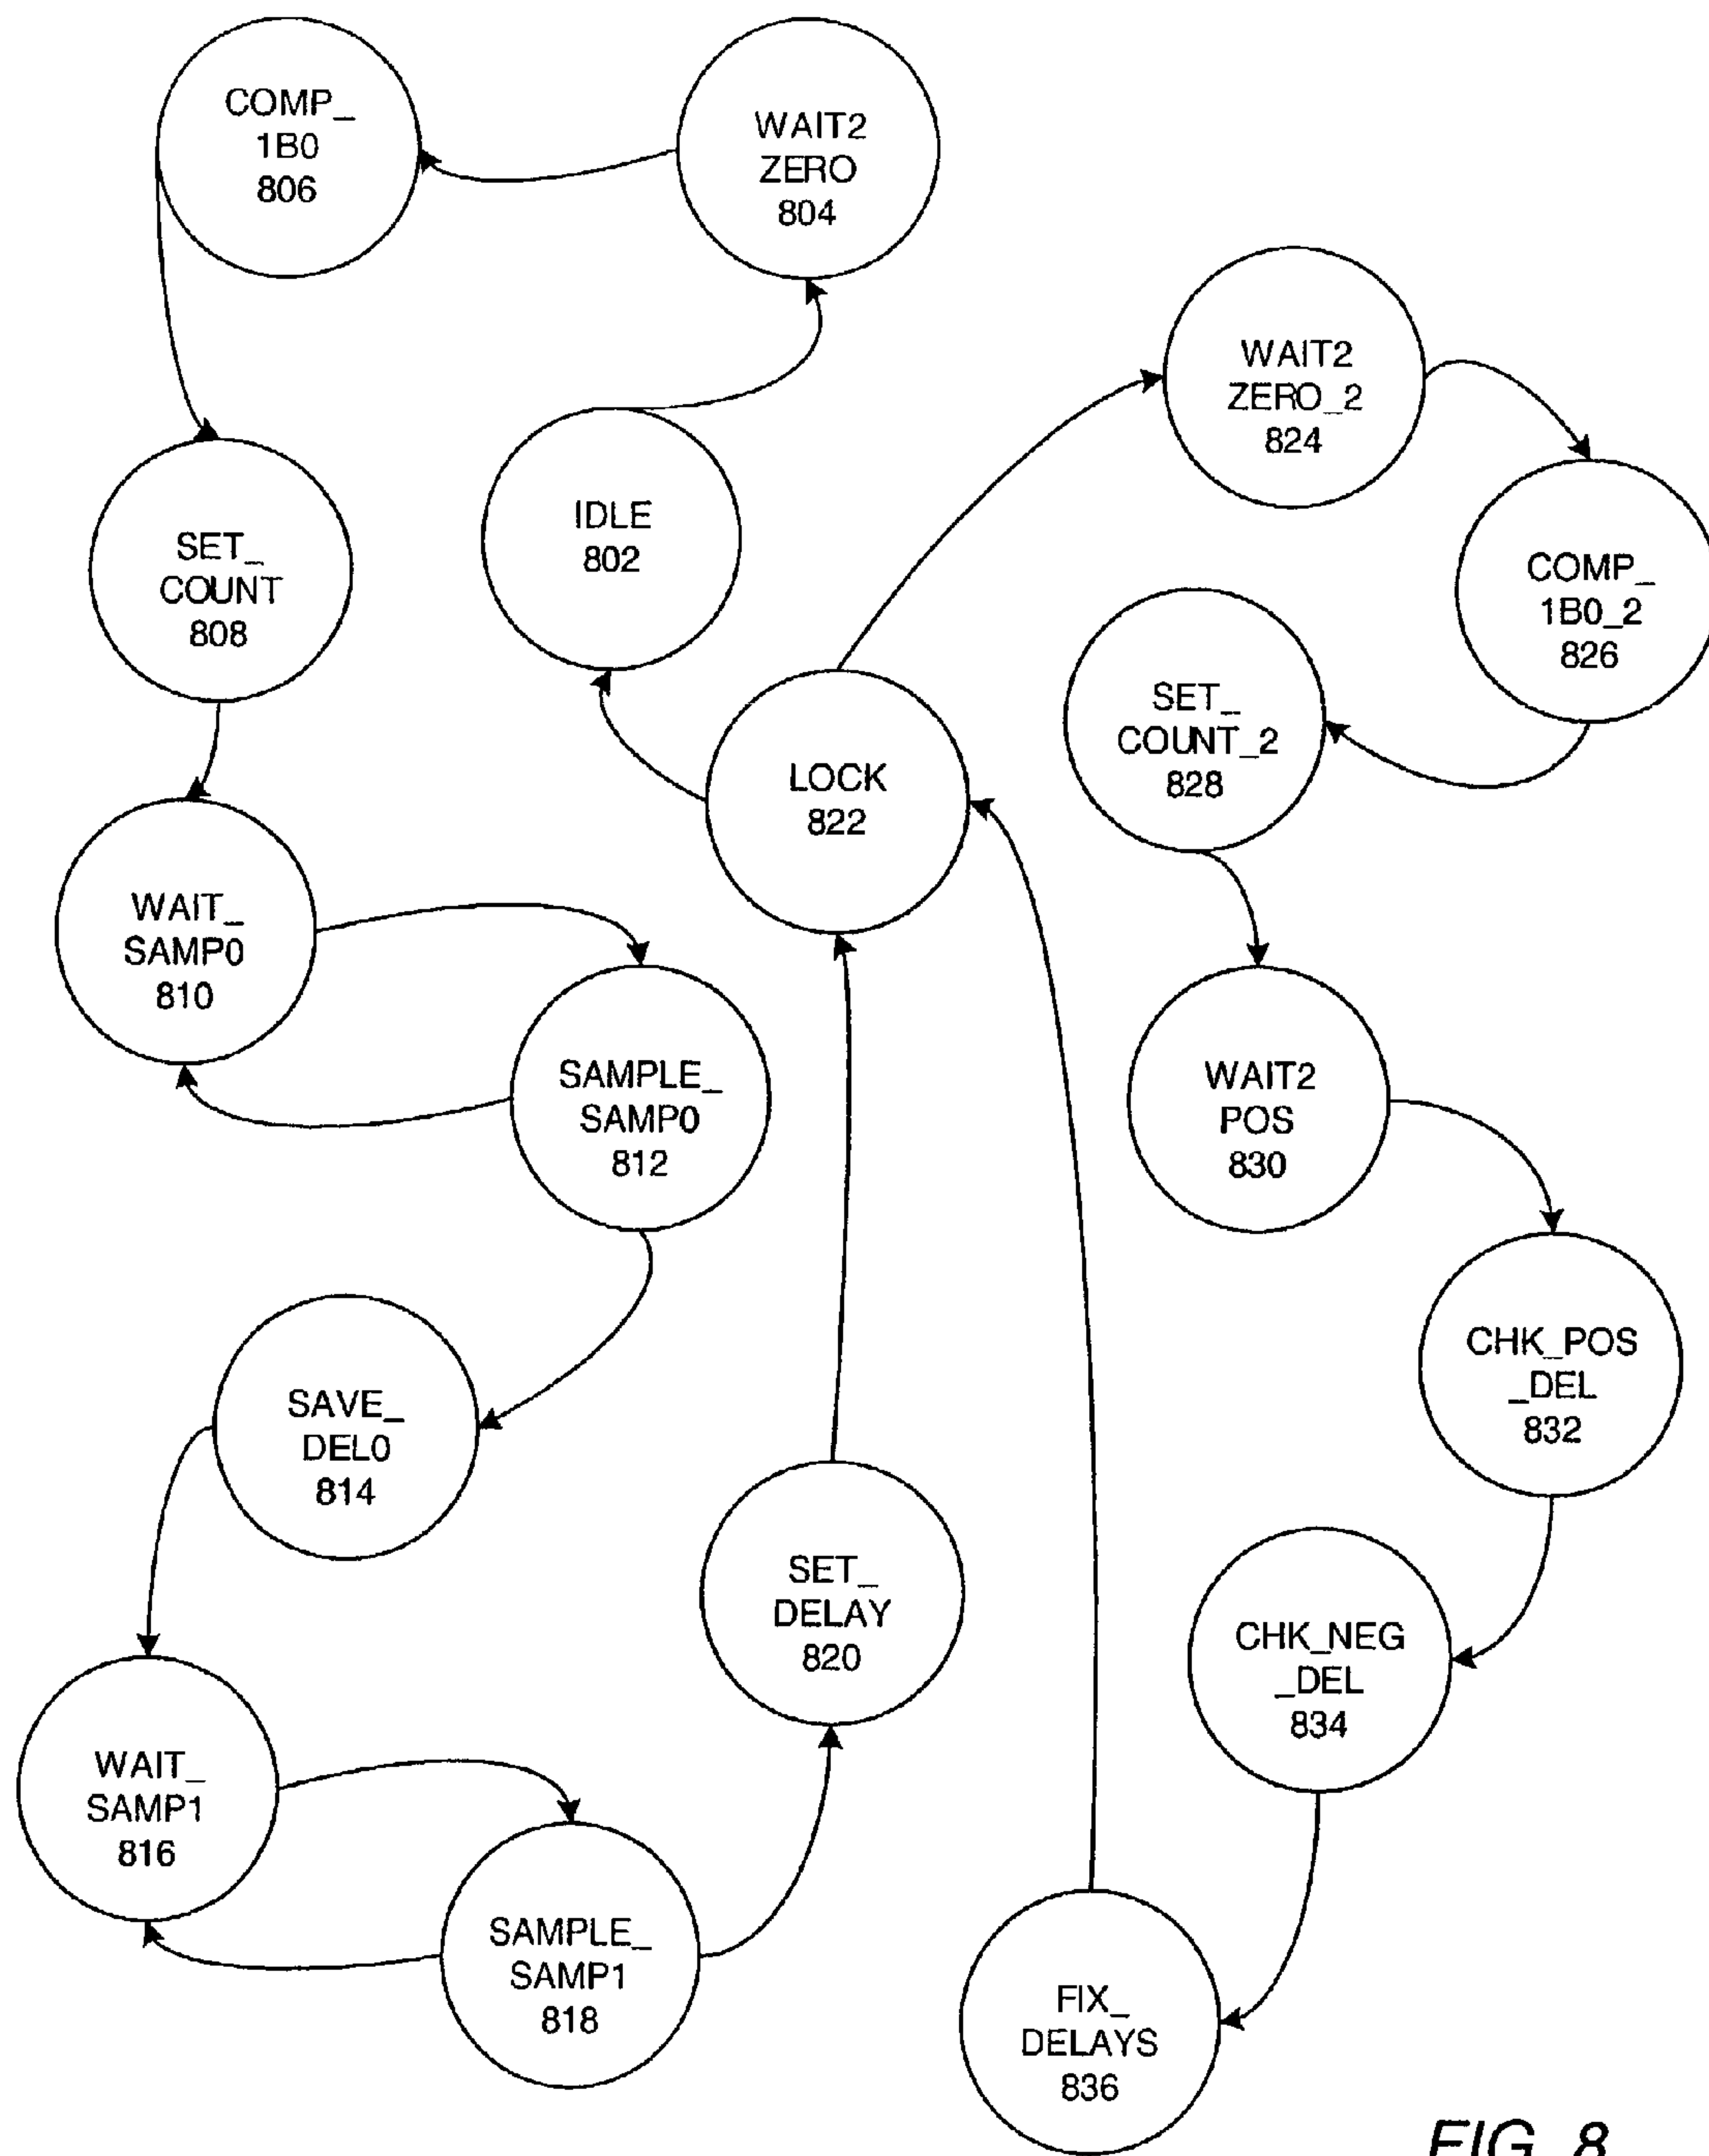 COMP_
1B0
806
WAIT2
ZERO
804
WAIT2
ZERO_2
824
IDLE
802
SET_
COUNT
808
COMP_
1B0_2
826
SET_
COUNT_2
828
LOCK
822
WAIT_
SAMP0
810
SAMPLE_
SAMP0
812
WAIT2
POS
830
CHK_POS
_DEL
832
SAVE_
DEL0
814
SET_
DELAY
820
CHK_NEG
_DEL
834
WAIT_
SAMP1
816
SAMPLE_
SAMP1
818
FIX_
DELAYS
836
FIG. 8